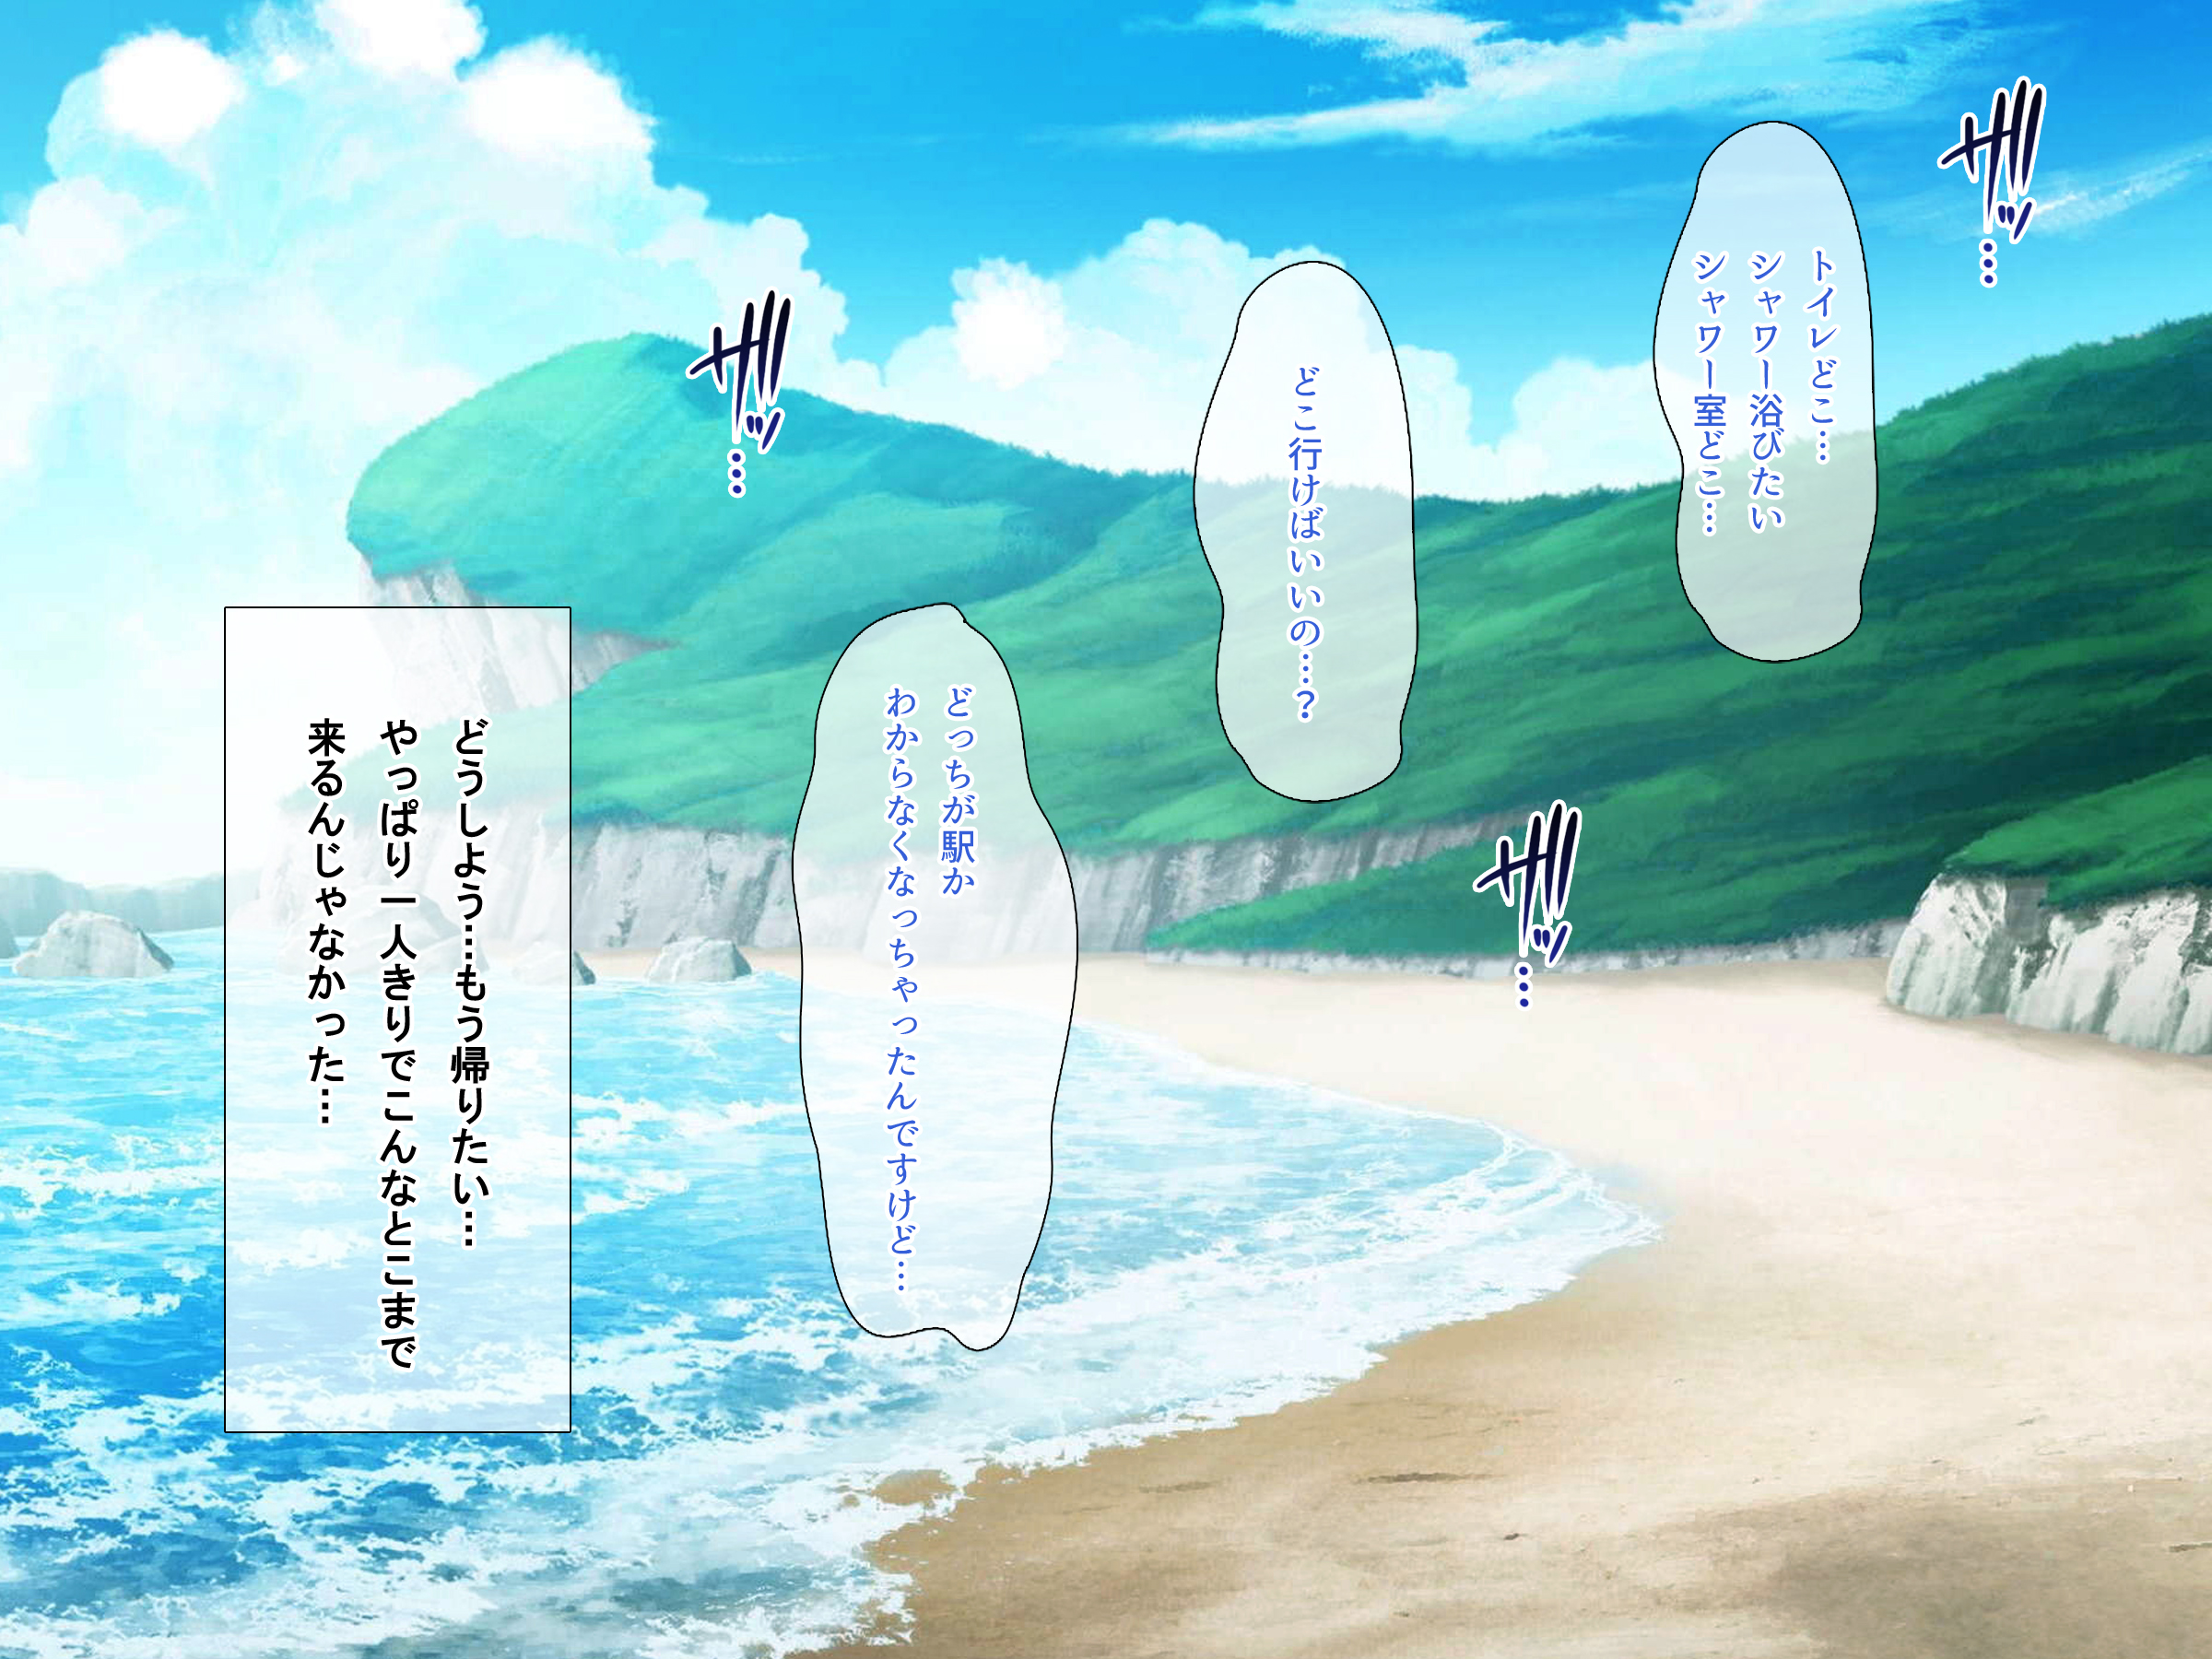 ザッ…
トイレどこ…
シャワー浴びたい
シャワー室どこ…
どこ行けばいいの…？
ザッ…
どっちが駅か
わからなくなっちゃったんですけど…
ザッ…
どうしよう…もう帰りたい…
やっぱり一人きりでこんなとこまで
来るんじゃなかった…